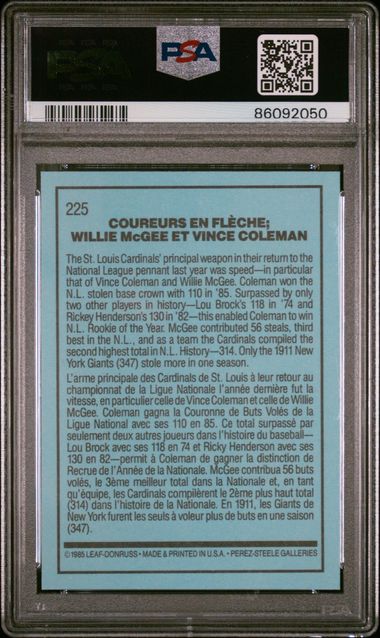 PSA
86092050
225
COUREURS EN FLÈCHE;
WILLIE McGEE ET VINCE COLEMAN
The St. Louis Cardinals' principal weapon in their return to the
National League pennant last year was speed—in particular
that of Vince Coleman and Willie McGee. Coleman won the
N.L. stolen base crown with 110 in '85. Surpassed by only
two other players in history—Lou Brock's 118 in '74 and
Rickey Henderson's 130 in '82—this enabled Coleman to win
N.L. Rookie of the Year. McGee contributed 56 steals, third
best in the N.L., and as a team the Cardinals compiled the
second highest total in N.L. History—314. Only the 1911 New
York Giants (347) stole more in one season.
L'arme principale des Cardinals de St. Louis à leur retour au
championnat de la Ligue Nationale l'année dernière fut la
vitesse, en particulier celle de Vince Coleman et celle de Willie
McGee. Coleman gagna la Couronne de Buts Volés de la
Ligue National avec ses 110 en 85. Ce total surpassé par
seulement deux autres joueurs dans l'histoire du baseball—
Lou Brock avec ses 118 en 74 et Ricky Henderson avec ses
130 en 82—permit à Coleman de gagner la distinction de
Recrue de l'Année de la Nationale. McGee contribua 56 buts
volés, le 3ème meilleur total dans la Nationale et, en tant
qu'équipe, les Cardinals compilèrent le 2ème plus haut total
(314) dans l'histoire de la Nationale. En 1911, les Giants de
New York furent les seuls à voleur plus de buts en une saison
(347).
© 1985 LEAF-DONRUSS • MADE & PRINTED IN U.S.A. • PEREZ-STEELE GALLERIES